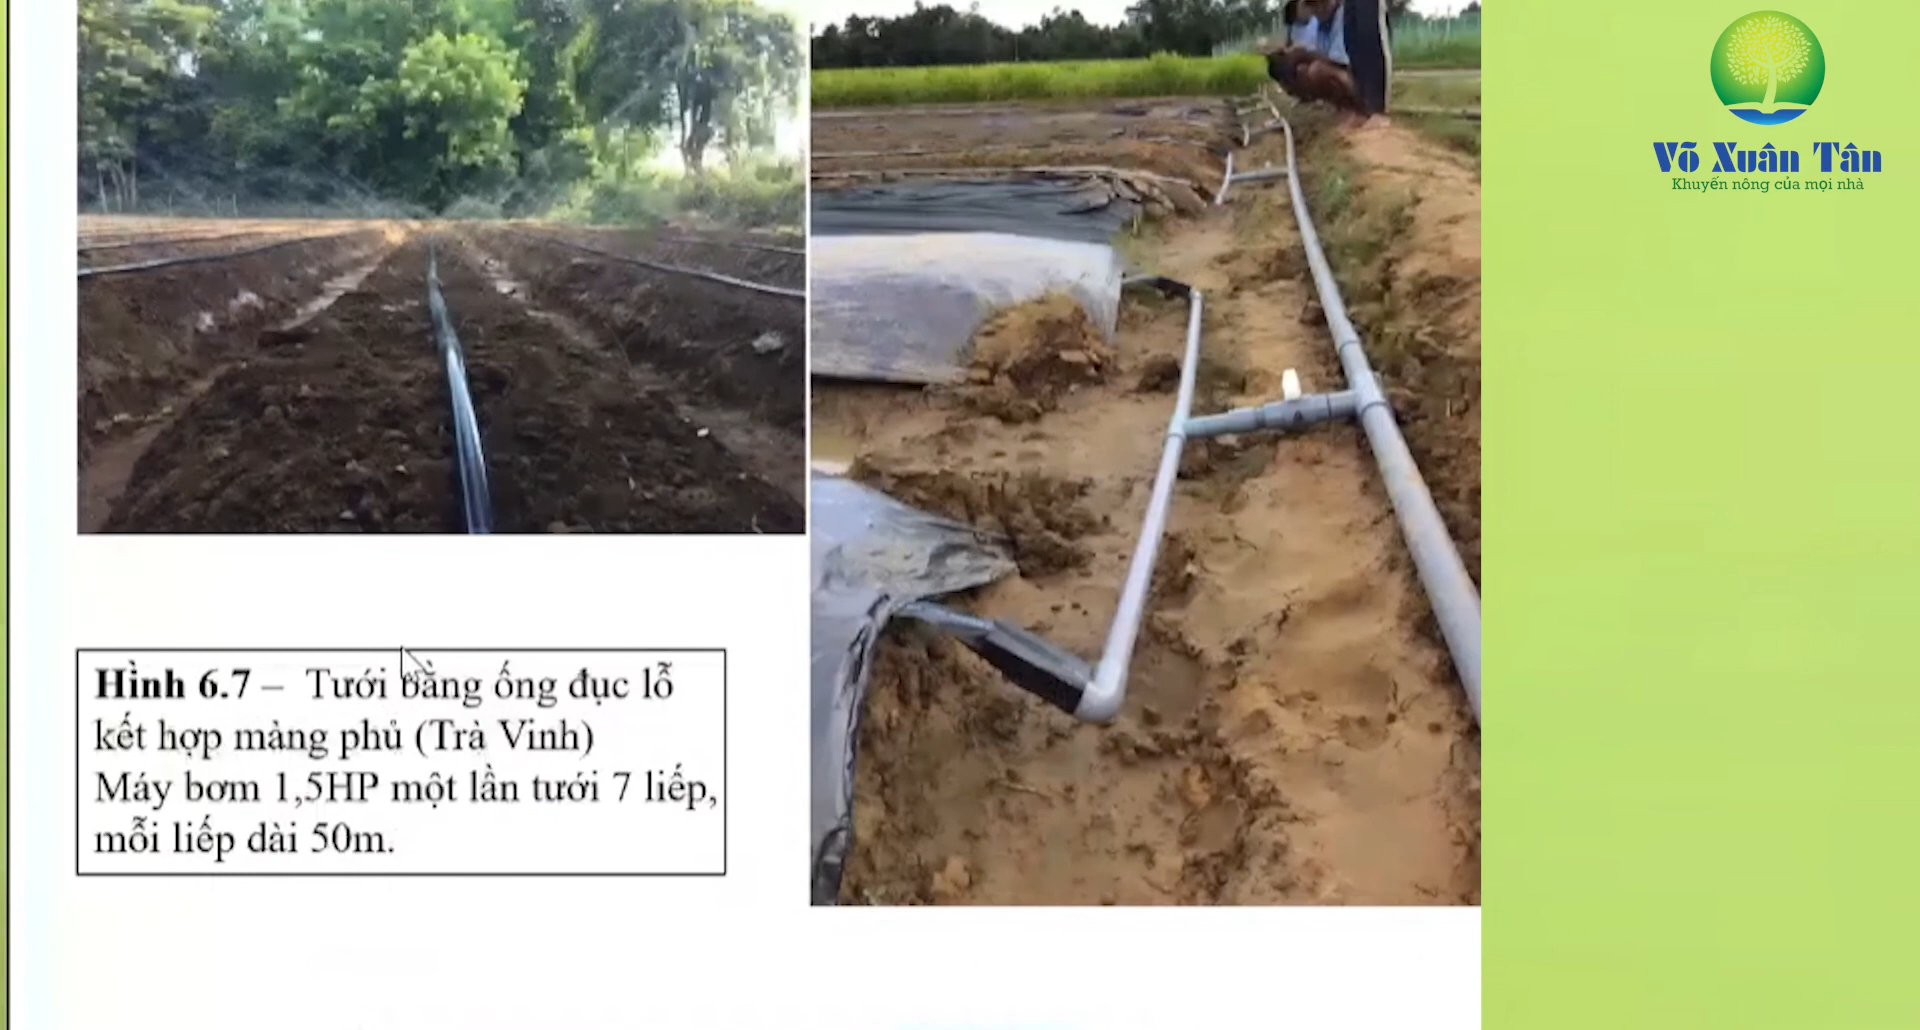 Võ Xuân Tân
Khuyến nông của mọi nhà
Hình 6.7 – Tưới bằng ống đục lỗ
kết hợp màng phủ (Trà Vinh)
Máy bơm 1,5HP một lần tưới 7 liếp,
mỗi liếp dài 50m.